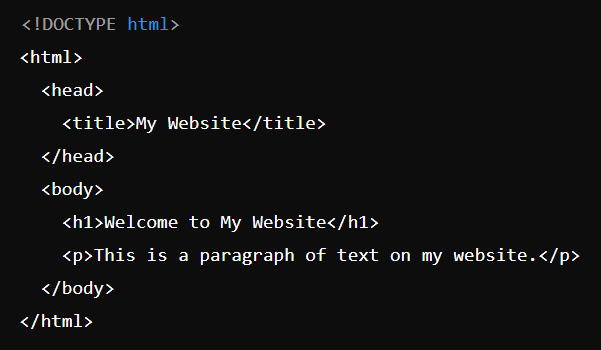 <!DOCTYPE html>
<html>
  <head>
    <title>My Website</title>
  </head>
  <body>
    <h1>Welcome to My Website</h1>
    <p>This is a paragraph of text on my website.</p>
  </body>
</html>